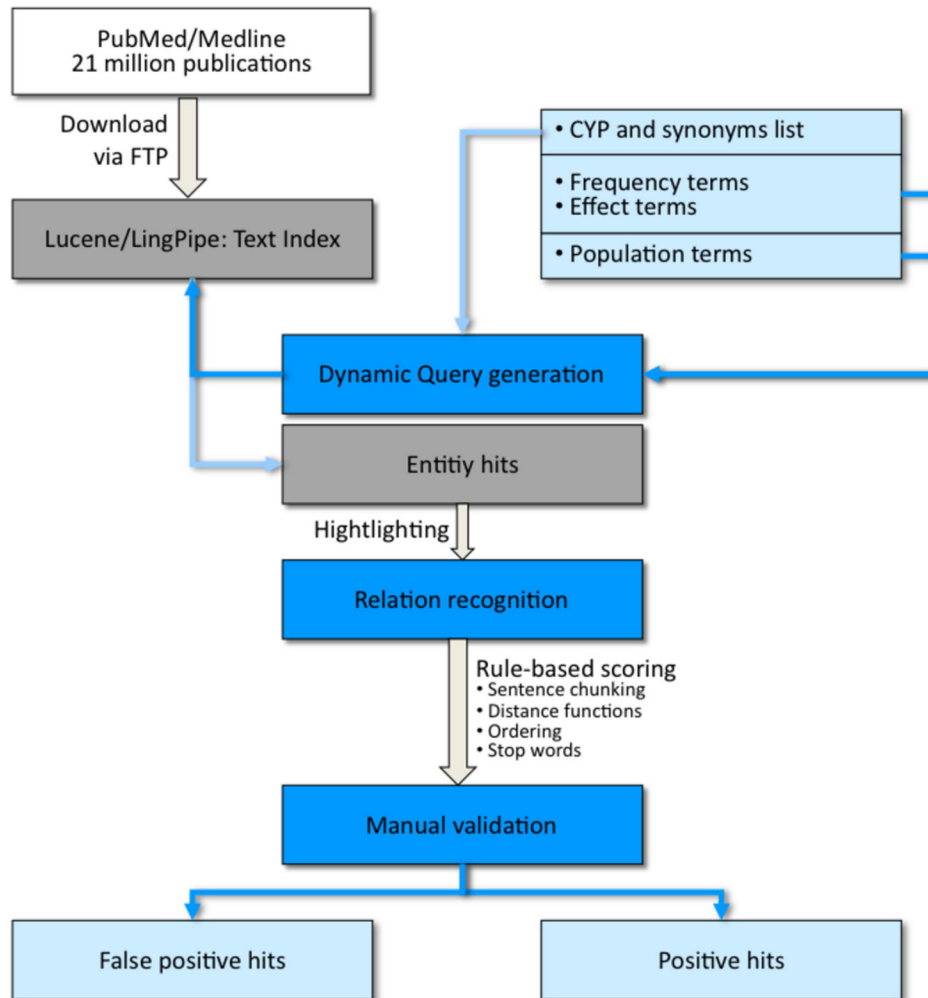 PubMed/Medline
21 million publications
Download
via FTP
Lucene/LingPipe: Text Index
• CYP and synonyms list
• Frequency terms
• Effect terms
• Population terms
Dynamic Query generation
Entitiy hits
Hightlighting
Relation recognition
Rule-based scoring
• Sentence chunking
• Distance functions
• Ordering
• Stop words
Manual validation
False positive hits
Positive hits